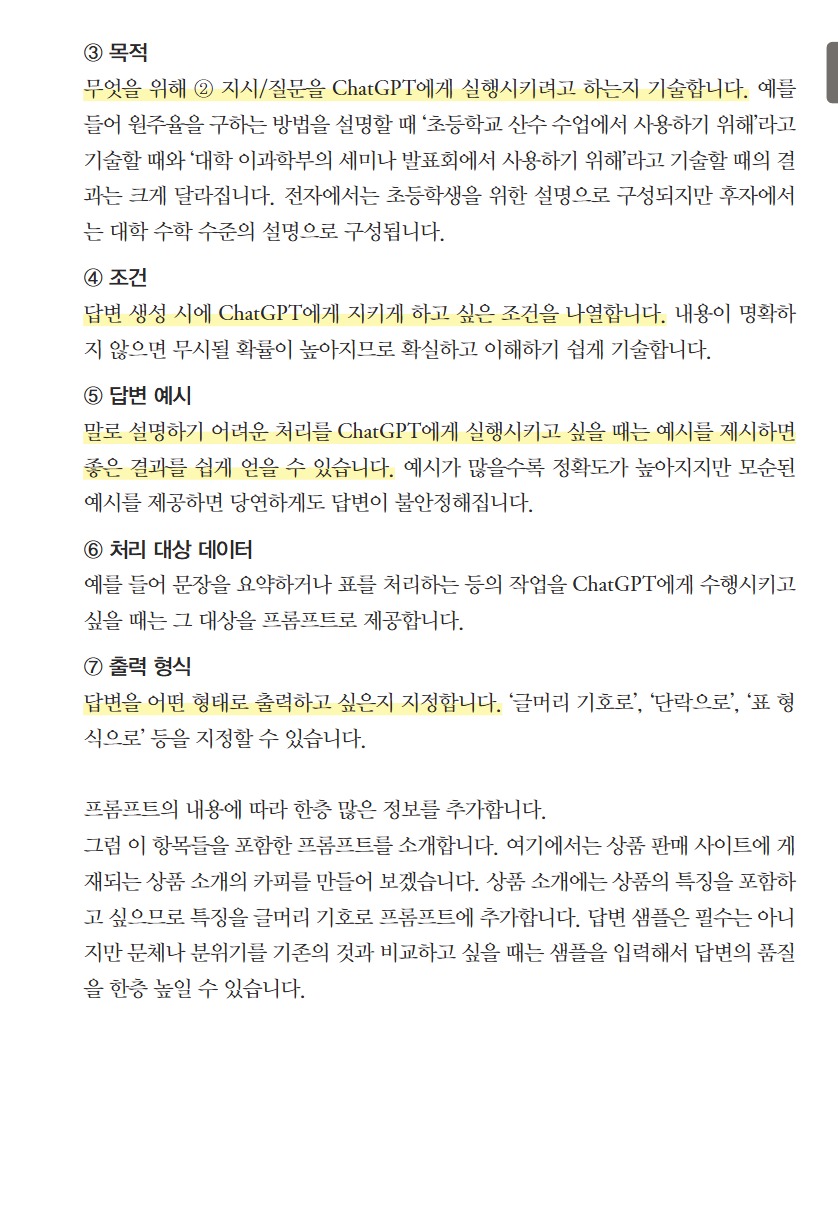 ③ 목적
무엇을 위해 ② 지시/질문을 ChatGPT에게 실행시키려고 하는지 기술합니다. 예를
들어 원주율을 구하는 방법을 설명할 때 ‘초등학교 산수 수업에서 사용하기 위해’라고
기술할 때와 ‘대학 이과학부의 세미나 발표회에서 사용하기 위해’라고 기술할 때의 결
과는 크게 달라집니다. 전자에서는 초등학생을 위한 설명으로 구성되지만 후자에서
는 대학 수학 수준의 설명으로 구성됩니다.
④ 조건
답변 생성 시에 ChatGPT에게 지키게 하고 싶은 조건을 나열합니다. 내용이 명확하
지 않으면 무시될 확률이 높아지므로 확실하고 이해하기 쉽게 기술합니다.
⑤ 답변 예시
말로 설명하기 어려운 처리를 ChatGPT에게 실행시키고 싶을 때는 예시를 제시하면
좋은 결과를 쉽게 얻을 수 있습니다. 예시가 많을수록 정확도가 높아지지만 모순된
예시를 제공하면 당연하게도 답변이 불안정해집니다.
⑥ 처리 대상 데이터
예를 들어 문장을 요약하거나 표를 처리하는 등의 작업을 ChatGPT에게 수행시키고
싶을 때는 그 대상을 프롬프트로 제공합니다.
⑦ 출력 형식
답변을 어떤 형태로 출력하고 싶은지 지정합니다. ‘글머리 기호로’, ‘단락으로’, ‘표 형
식으로’ 등을 지정할 수 있습니다.
프롬프트의 내용에 따라 한층 많은 정보를 추가합니다.
그럼 이 항목들을 포함한 프롬프트를 소개합니다. 여기에서는 상품 판매 사이트에 게
재되는 상품 소개의 카피를 만들어 보겠습니다. 상품 소개에는 상품의 특징을 포함하
고 싶으므로 특징을 글머리 기호로 프롬프트에 추가합니다. 답변 샘플은 필수는 아니
지만 문체나 분위기를 기존의 것과 비교하고 싶을 때는 샘플을 입력해서 답변의 품질
을 한층 높일 수 있습니다.